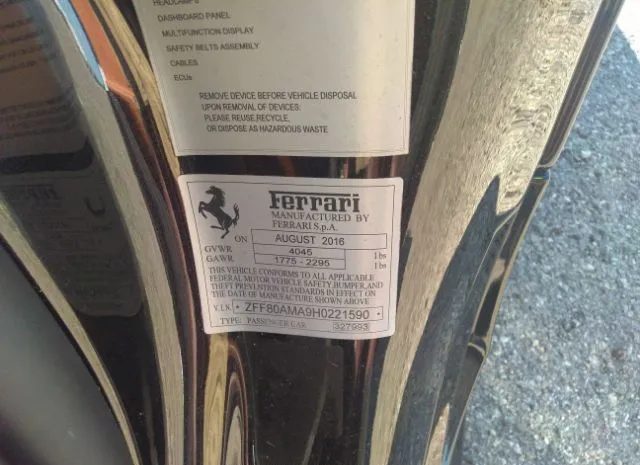 HEADLAMPS
DASHBOARD PANEL
MULTIFUNCTION DISPLAY
SAFETY BELTS ASSEMBLY
CABLES
ECUs
REMOVE DEVICE BEFORE VEHICLE DISPOSAL
UPON REMOVAL OF DEVICES:
PLEASE REUSE,RECYCLE,
OR DISPOSE AS HAZARDOUS WASTE
Ferrari
MANUFACTURED BY
FERRARI S.p.A.
ON AUGUST 2016
GVWR 4045 lbs
GAWR 1775 - 2295 lbs
THIS VEHICLE CONFORMS TO ALL APPLICABLE
FEDERAL MOTOR VEHICLE SAFETY,BUMPER,AND
THEFT PREVENTION STANDARDS IN EFFECT ON
THE DATE OF MANUFACTURE SHOWN ABOVE
V.I.N. * ZFF80AMA9H0221590 *
TYPE: PASSENGER CAR 327993